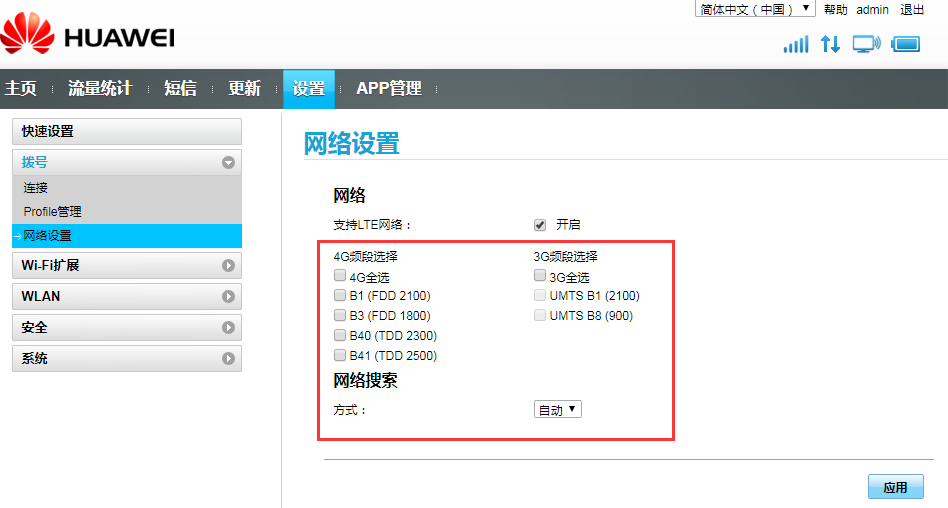 简体中文（中国） 帮助 admin 退出
HUAWEI
主页 流量统计 短信 更新 设置 APP管理
快速设置
拨号
连接
Profile管理
网络设置
Wi-Fi扩展
WLAN
安全
系统
网络设置
网络
支持LTE网络： 开启
4G频段选择 3G频段选择
4G全选 3G全选
B1 (FDD 2100) UMTS B1 (2100)
B3 (FDD 1800) UMTS B8 (900)
B40 (TDD 2300)
B41 (TDD 2500)
网络搜索
方式： 自动
应用